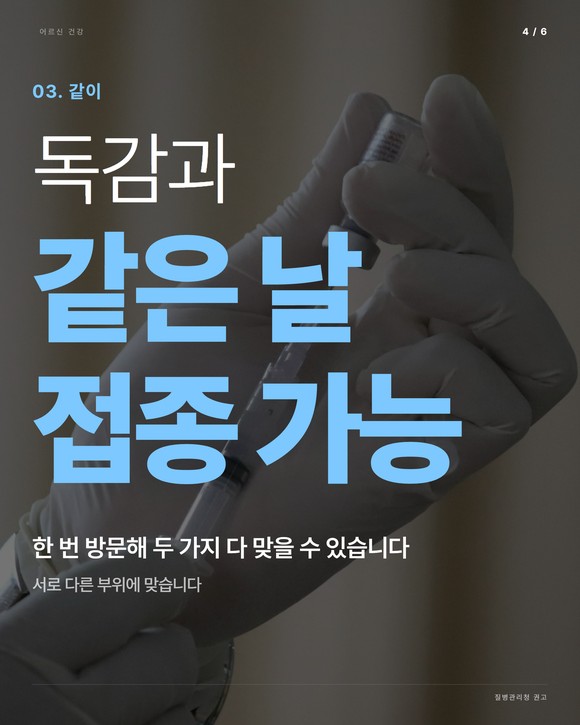 어르신 건강
4 / 6
03. 같이
독감과
같은 날
접종 가능
한 번 방문해 두 가지 다 맞을 수 있습니다
서로 다른 부위에 맞습니다
질병관리청 권고